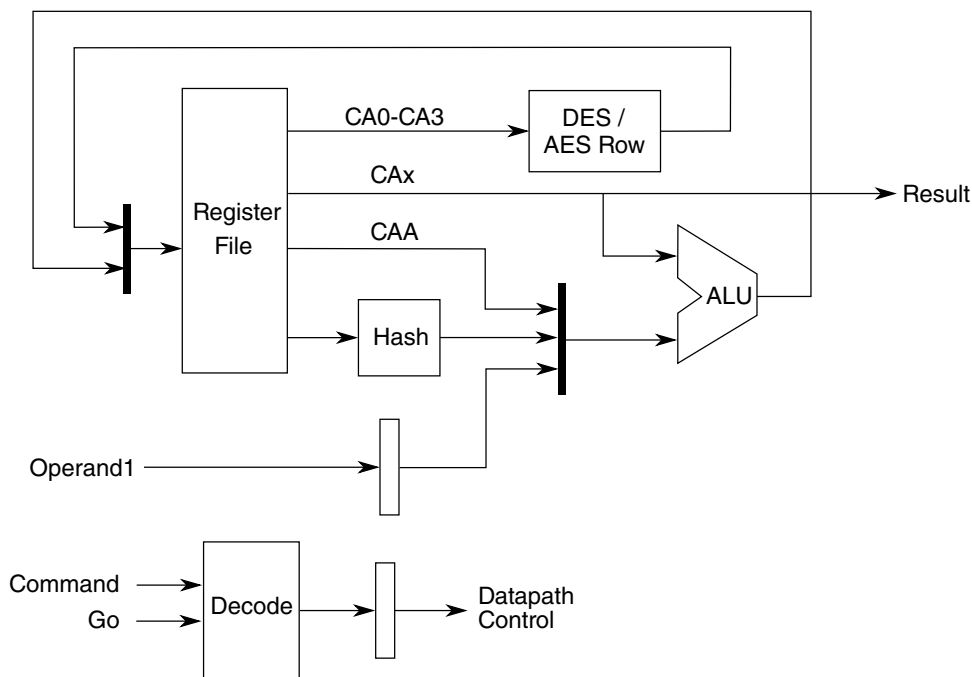 CA0-CA3
DES /
AES Row
CAx
Result
Register
File
CAA
ALU
Hash
Operand1
Command
Go
Decode
Datapath
Control